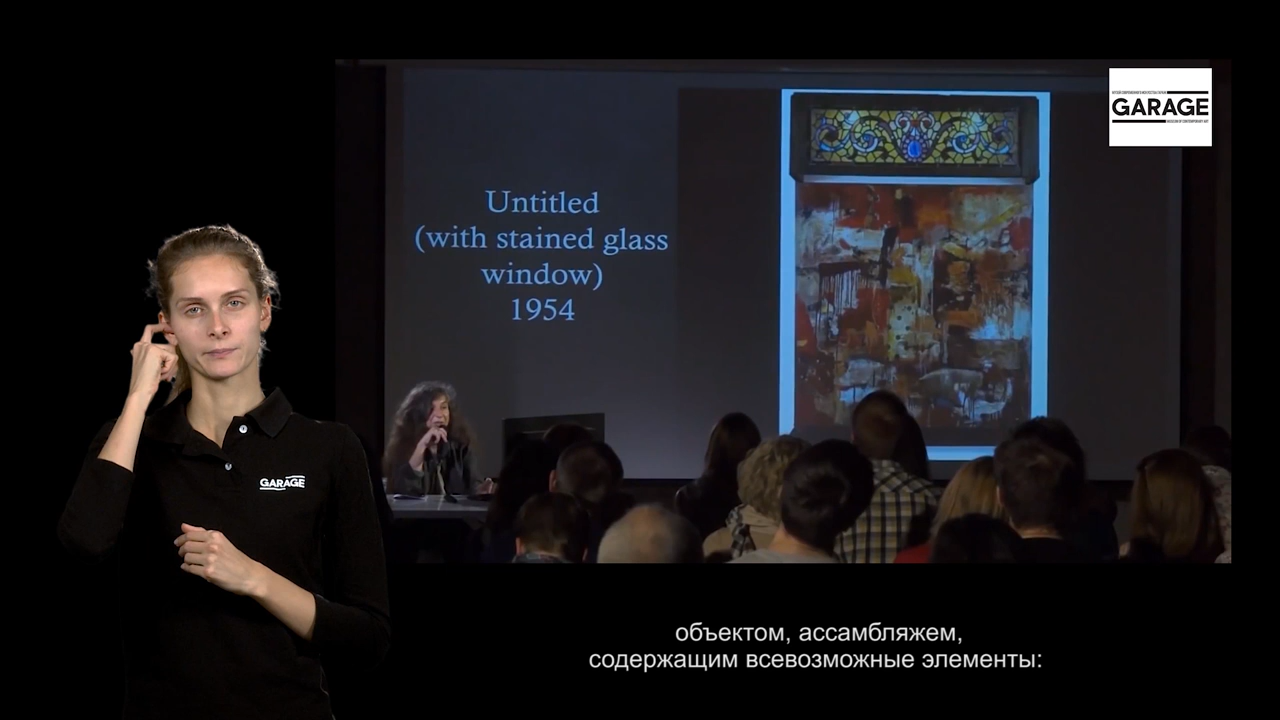 GARAGE
Untitled
(with stained glass
window)
1954
GARAGE
объектом, ассамбляжем,
содержащим всевозможные элементы: